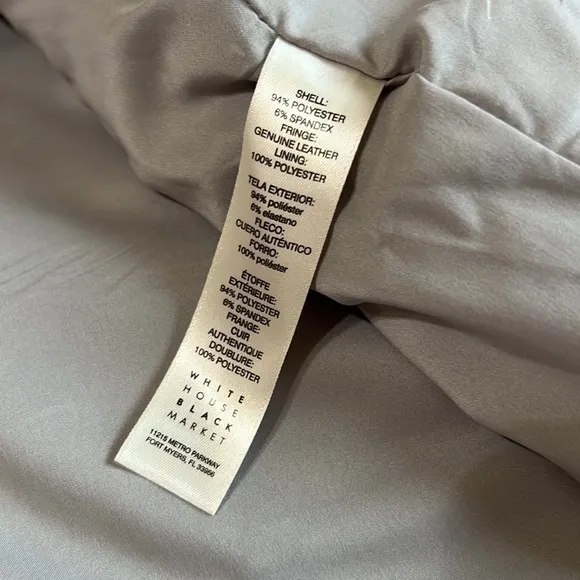 SHELL:
94% POLYESTER
6% SPANDEX
FRINGE:
GENUINE LEATHER
LINING:
100% POLYESTER
TELA EXTERIOR:
94% poliéster
6% elastano
FLECO:
CUERO AUTÉNTICO
FORRO:
100% poliéster
ÉTOFFE
EXTÉRIEURE:
94% POLYESTER
6% SPANDEX
FRANGE:
CUIR
AUTHENTIQUE
DOUBLURE:
100% POLYESTER
WHITE
HOUSE
BLACK
MARKET
11215 METRO PARKWAY
FORT MYERS, FL 33966